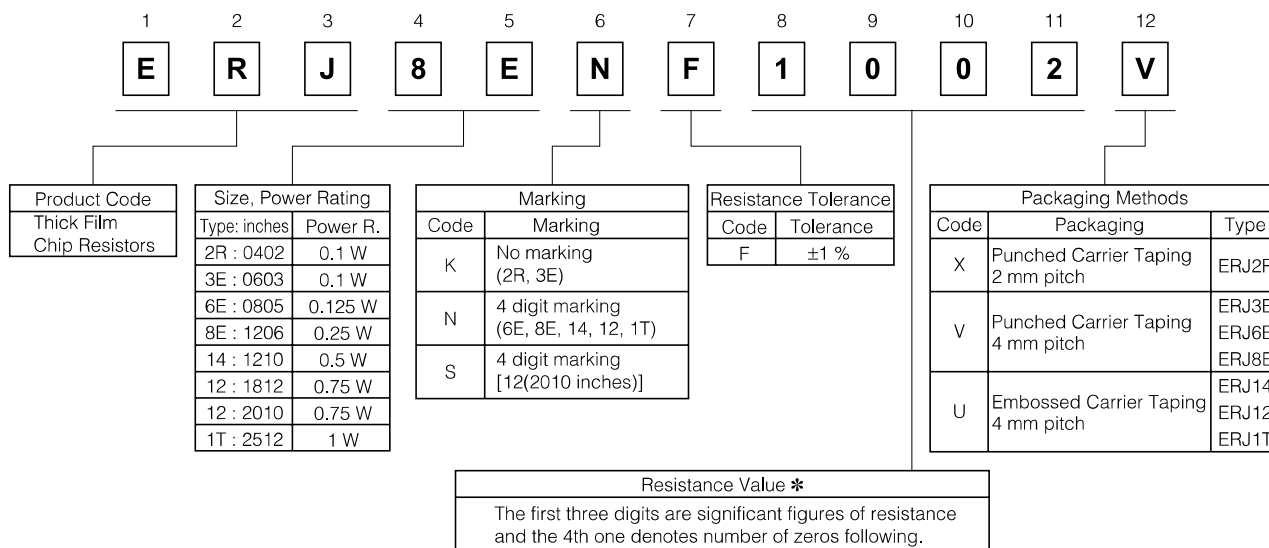 1 2 3 4 5 6 7 8 9 10 11 12
E R J 8 E N F 1 0 0 2 V
Product Code
Thick Film
Chip Resistors
Size, Power Rating
Type: inches Power R.
2R : 0402 0.1 W
3E : 0603 0.1 W
6E : 0805 0.125 W
8E : 1206 0.25 W
14 : 1210 0.5 W
12 : 1812 0.75 W
12 : 2010 0.75 W
1T : 2512 1 W
Marking
Code Marking
K No marking
(2R, 3E)
N 4 digit marking
(6E, 8E, 14, 12, 1T)
S 4 digit marking
[12(2010 inches)]
Resistance Tolerance
Code Tolerance
F ±1 %
Packaging Methods
Code Packaging Type
X Punched Carrier Taping
2 mm pitch
ERJ2R
V Punched Carrier Taping
4 mm pitch
ERJ3E
ERJ6E
ERJ8E
U Embossed Carrier Taping
4 mm pitch
ERJ14
ERJ12
ERJ1T
Resistance Value ✻
The first three digits are significant figures of resistance
and the 4th one denotes number of zeros following.